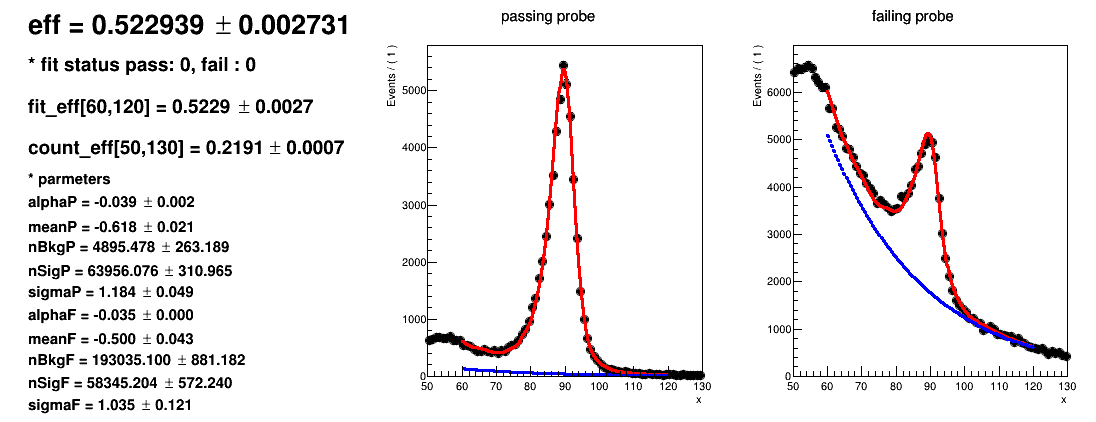 eff = 0.522939 ± 0.002731
* fit status pass: 0, fail : 0
fit_eff[60,120] = 0.5229 ± 0.0027
count_eff[50,130] = 0.2191 ± 0.0007
* parmeters
alphaP = -0.039 ± 0.002
meanP = -0.618 ± 0.021
nBkgP = 4895.478 ± 263.189
nSigP = 63956.076 ± 310.965
sigmaP = 1.184 ± 0.049
alphaF = -0.035 ± 0.000
meanF = -0.500 ± 0.043
nBkgF = 193035.100 ± 881.182
nSigF = 58345.204 ± 572.240
sigmaF = 1.035 ± 0.121
passing probe
Events / ( 1 )
5000
4000
3000
2000
1000
0
50 60 70 80 90 100 110 120 130
x
failing probe
Events / ( 1 )
6000
5000
4000
3000
2000
1000
0
50 60 70 80 90 100 110 120 130
x